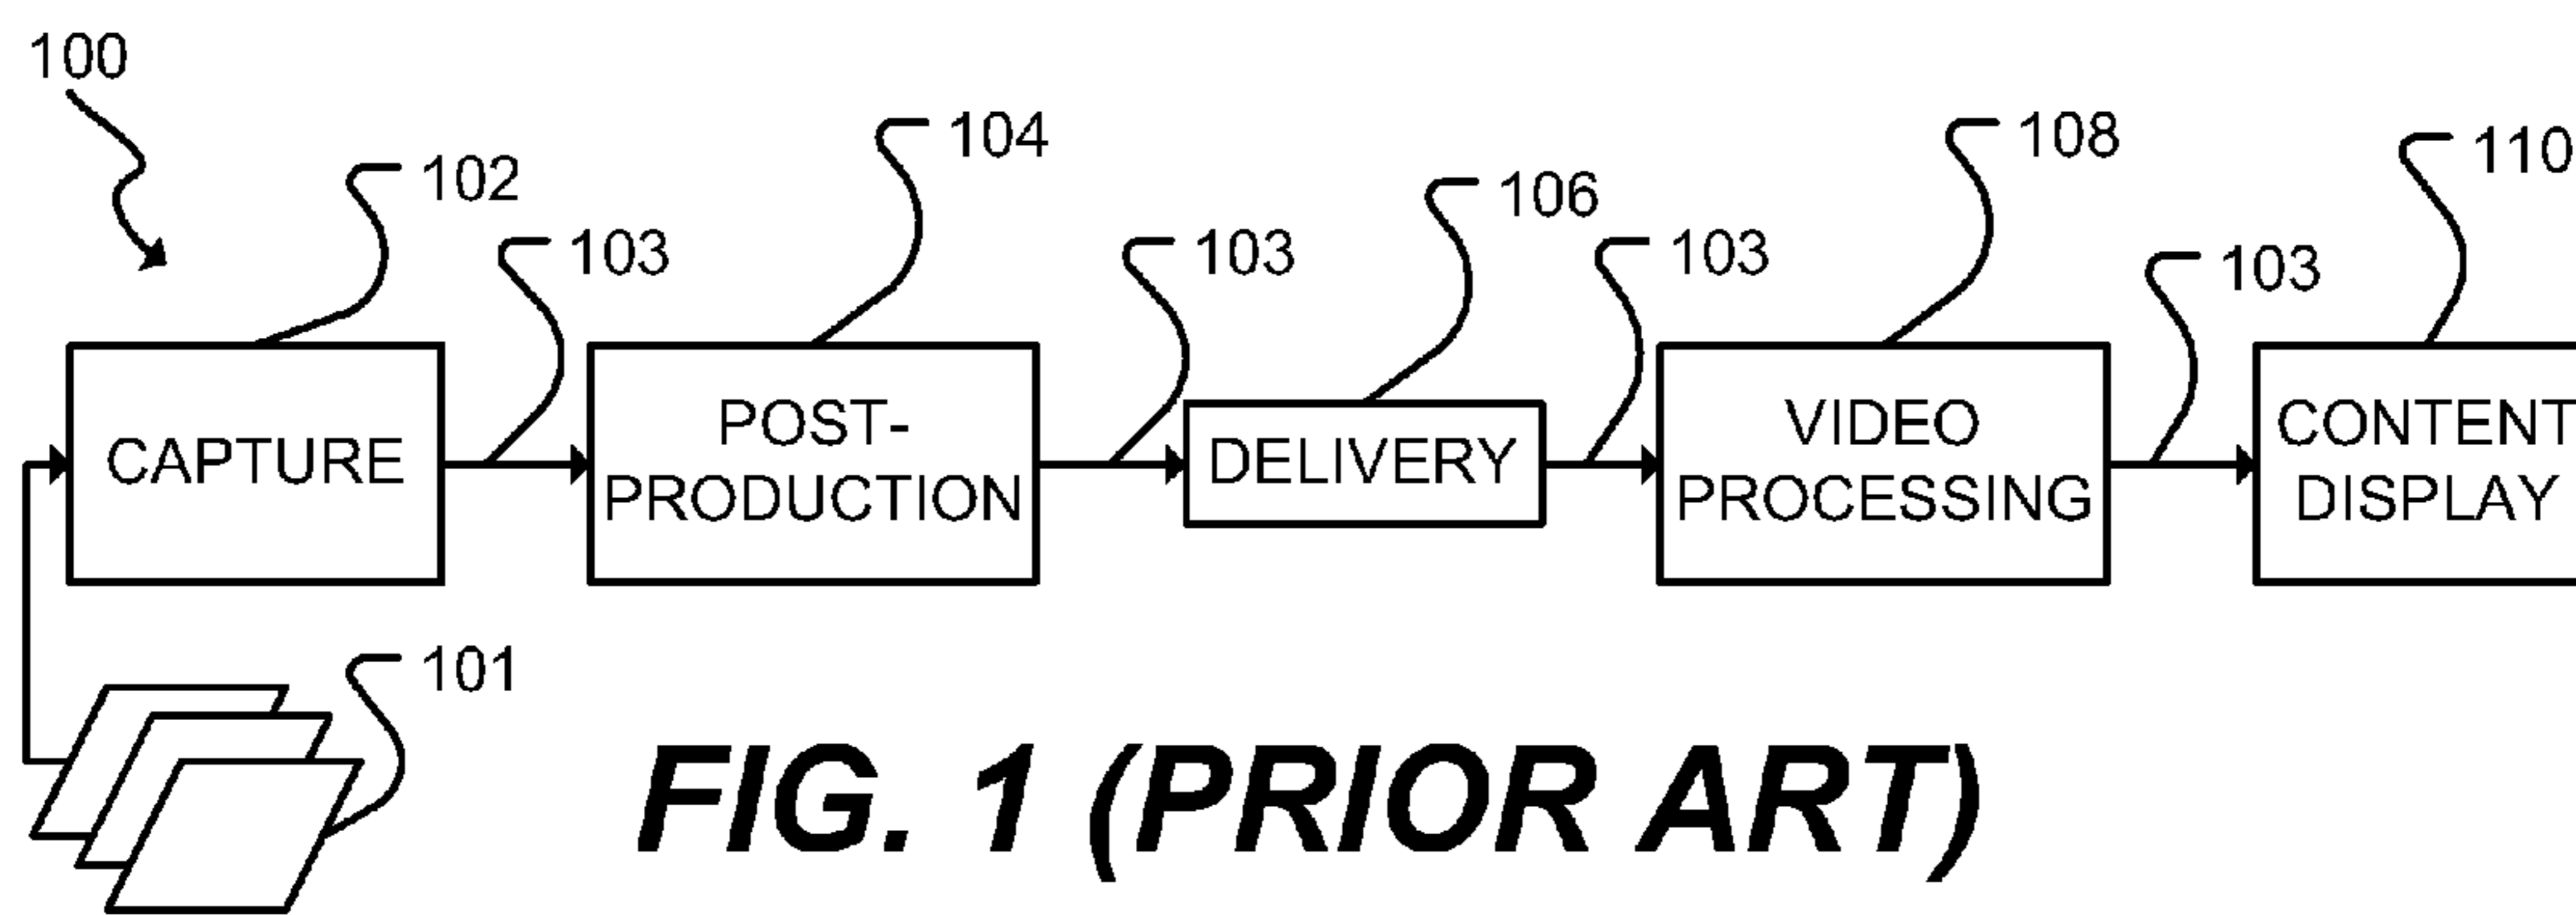 100
102
103
104
103
106
103
108
103
110
CAPTURE
POST-
PRODUCTION
DELIVERY
VIDEO
PROCESSING
CONTENT
DISPLAY
101
FIG. 1 (PRIOR ART)